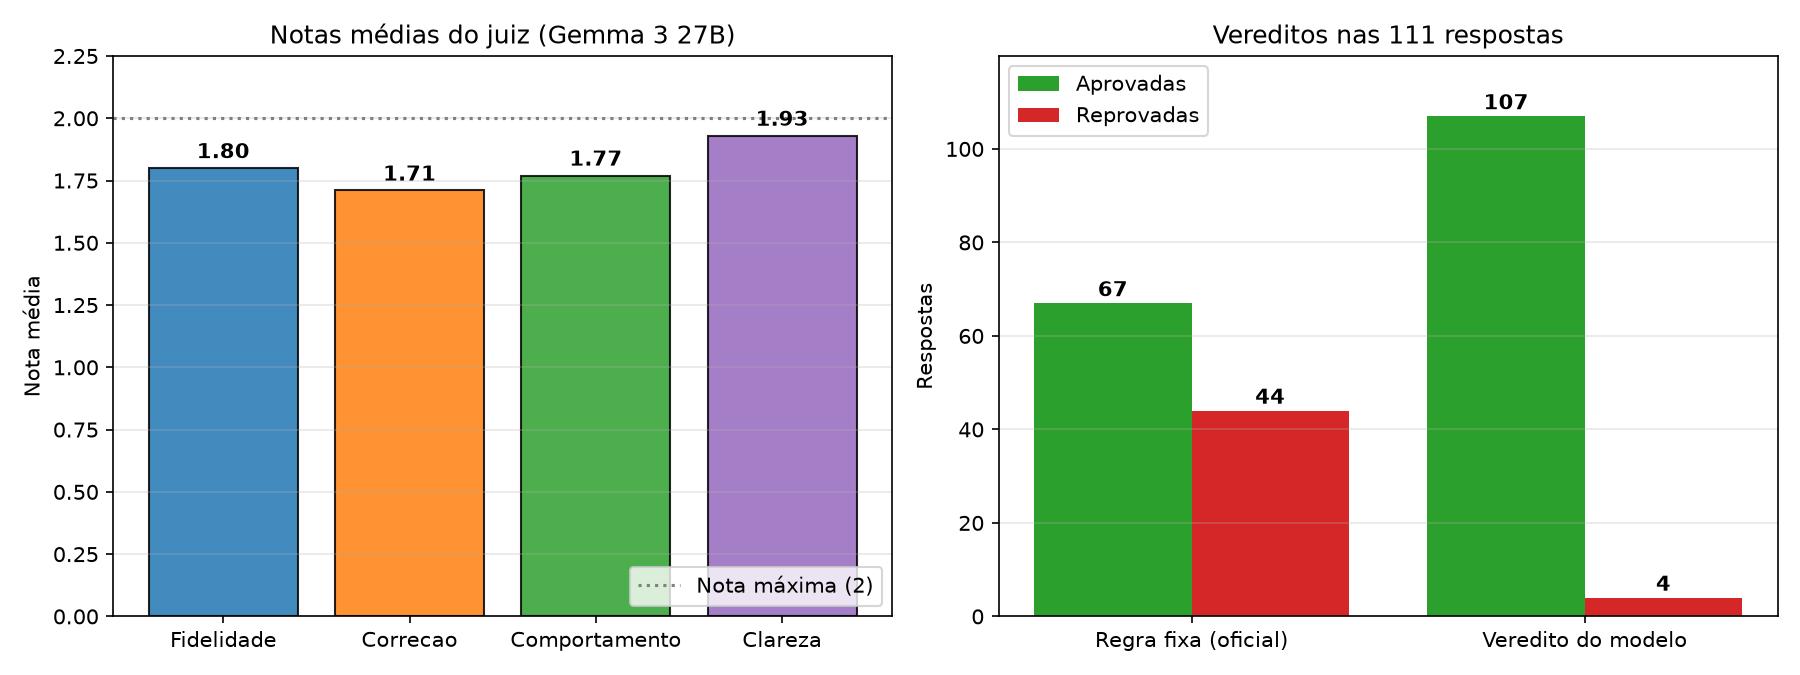 Notas médias do juiz (Gemma 3 27B)
Nota média
2.25
2.00
1.75
1.50
1.25
1.00
0.75
0.50
0.25
0.00
1.80
1.71
1.77
1.93
Nota máxima (2)
Fidelidade
Correcao
Comportamento
Clareza
Vereditos nas 111 respostas
Aprovadas
Reprovadas
Respostas
100
80
60
40
20
0
67
44
107
4
Regra fixa (oficial)
Veredito do modelo